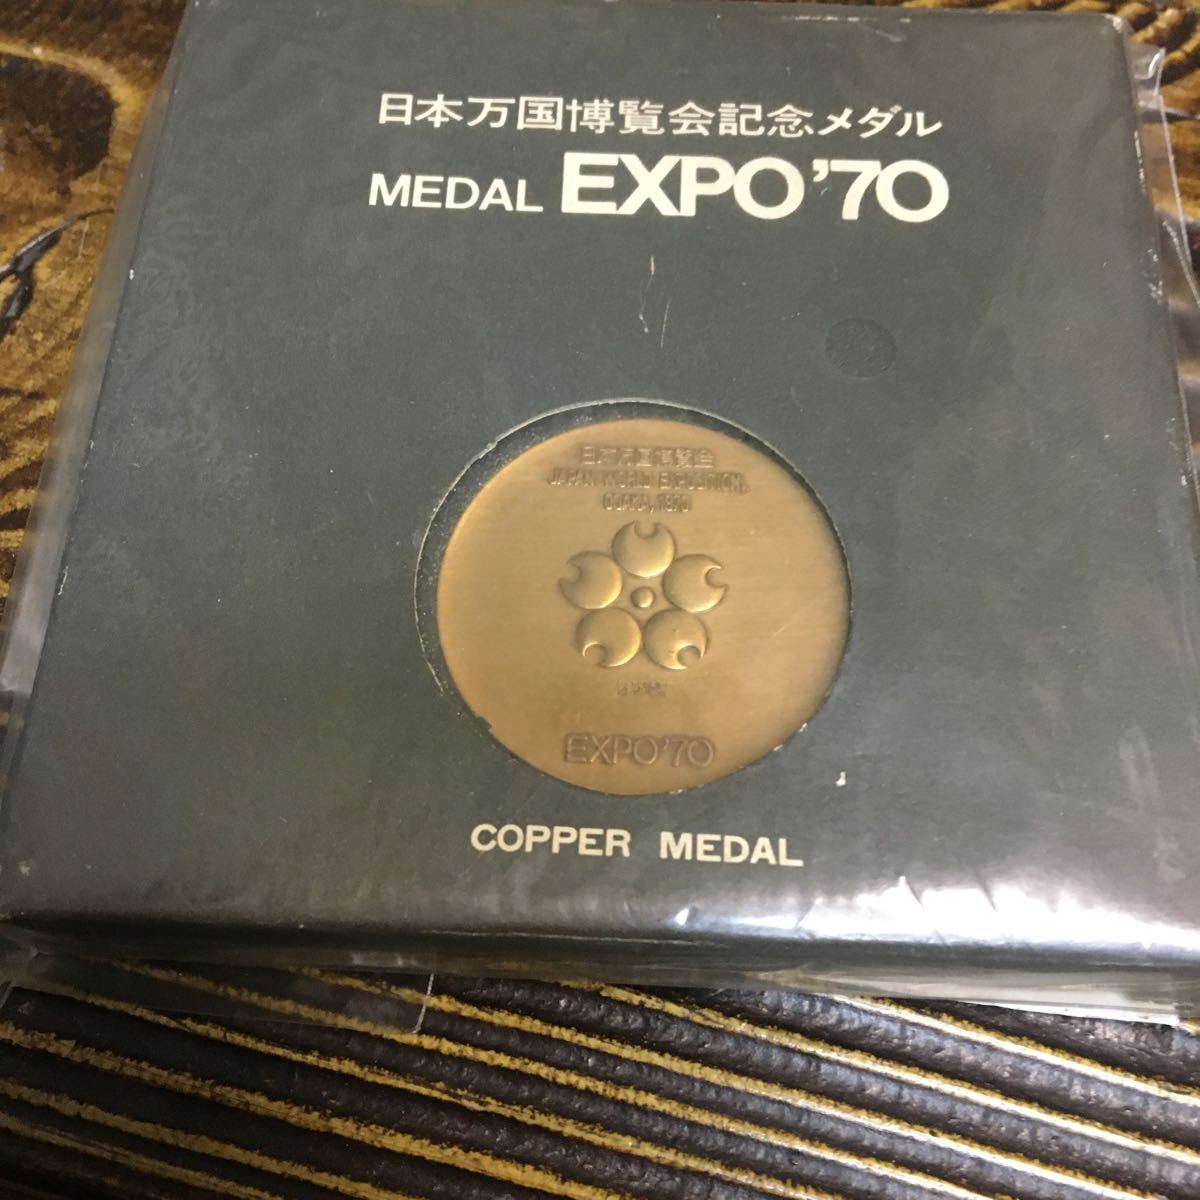 日本万国博覧会記念メダル
MEDAL EXPO'70
日本万国博覧会
JAPAN WORLD EXPOSITION,
OSAKA, 1970
EXPO'70
COPPER MEDAL